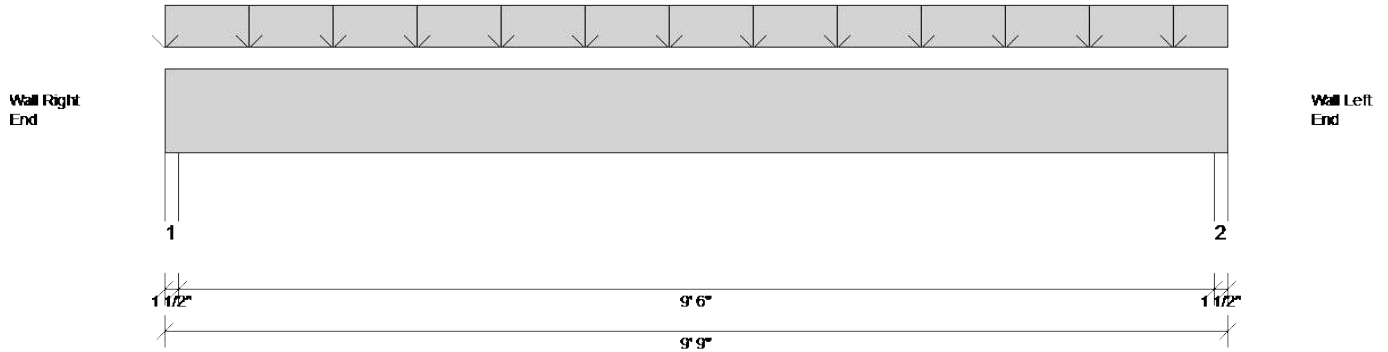 Wall Right
End
Wall Left
End
1
2
1 1/2"
9' 6"
1 1/2"
9' 9"